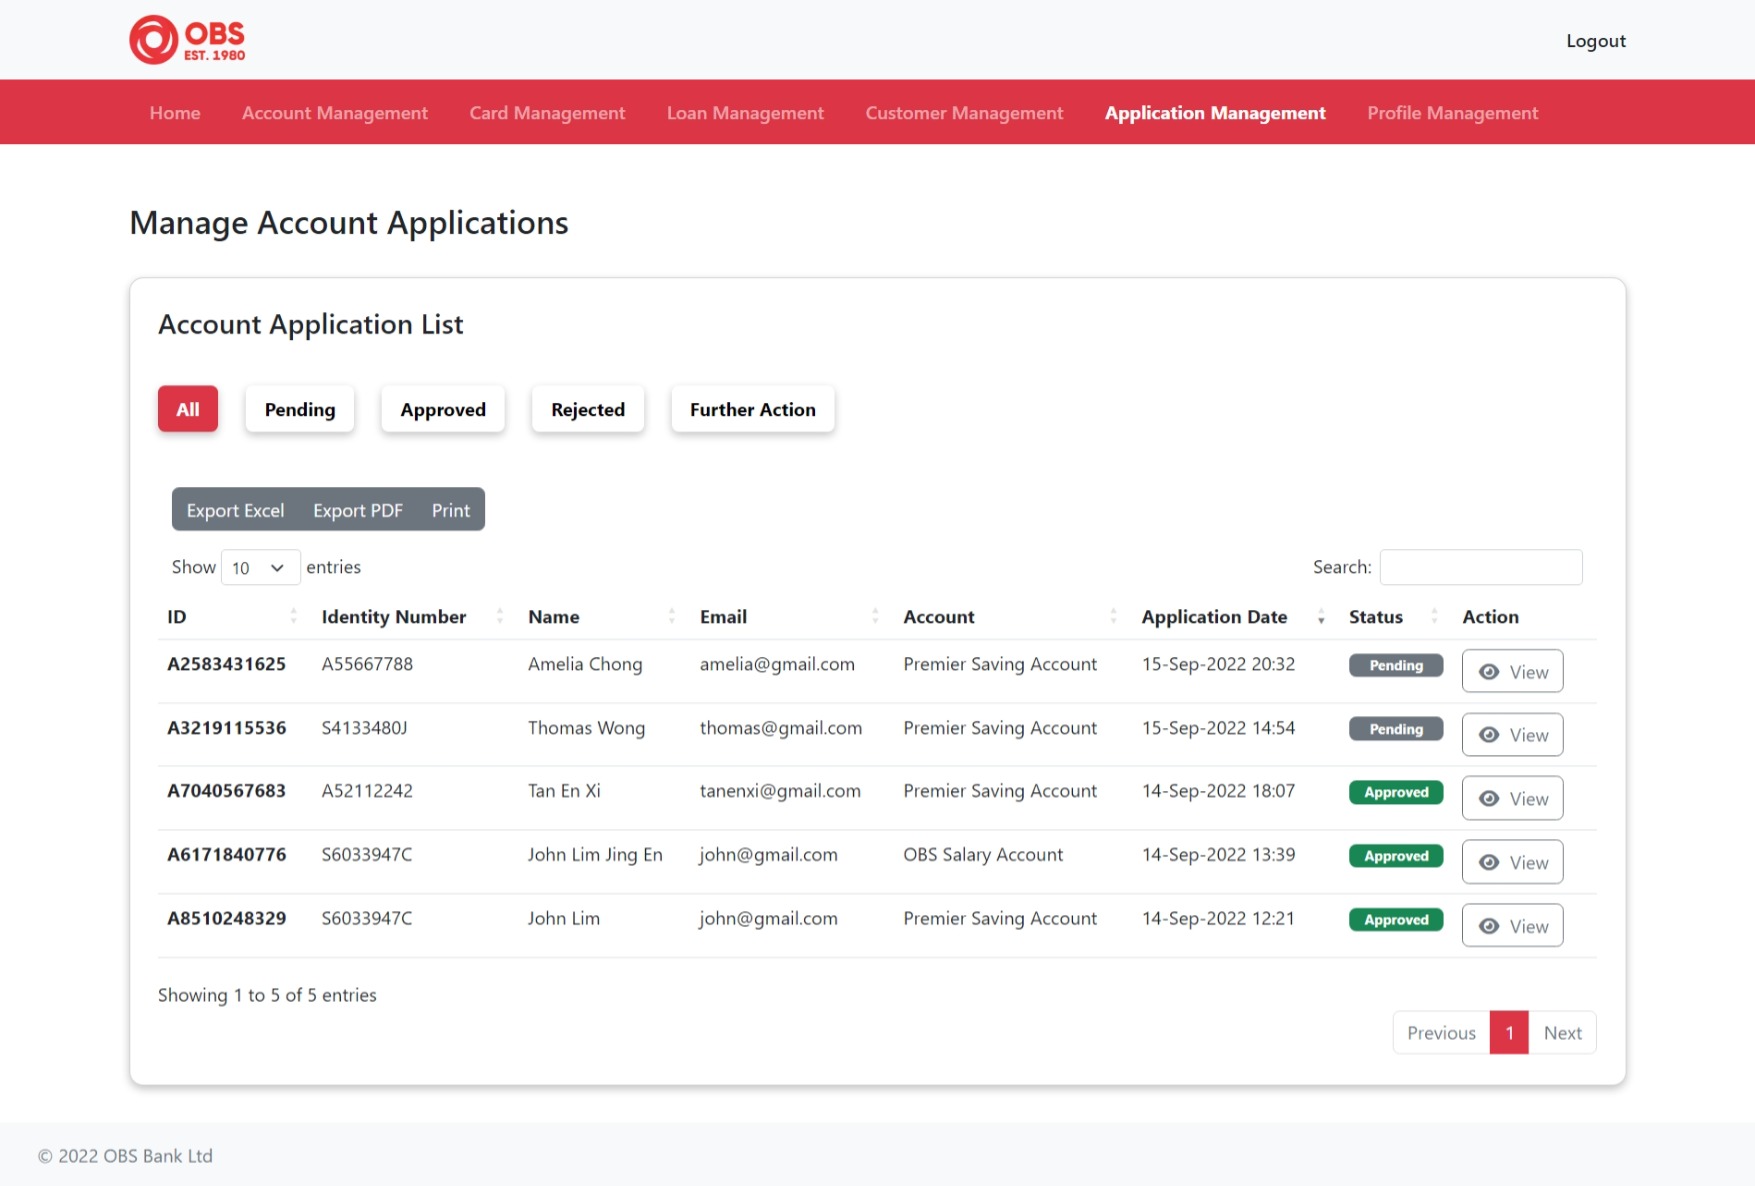 OBS
EST. 1980
Logout
Home Account Management Card Management Loan Management Customer Management Application Management Profile Management
Manage Account Applications
Account Application List
All Pending Approved Rejected Further Action
Export Excel Export PDF Print
Show 10 entries Search:
ID Identity Number Name Email Account Application Date Status Action
A2583431625 A55667788 Amelia Chong amelia@gmail.com Premier Saving Account 15-Sep-2022 20:32 Pending View
A3219115536 S4133480J Thomas Wong thomas@gmail.com Premier Saving Account 15-Sep-2022 14:54 Pending View
A7040567683 A52112242 Tan En Xi tanenxi@gmail.com Premier Saving Account 14-Sep-2022 18:07 Approved View
A6171840776 S6033947C John Lim Jing En john@gmail.com OBS Salary Account 14-Sep-2022 13:39 Approved View
A8510248329 S6033947C John Lim john@gmail.com Premier Saving Account 14-Sep-2022 12:21 Approved View
Showing 1 to 5 of 5 entries
Previous 1 Next
© 2022 OBS Bank Ltd